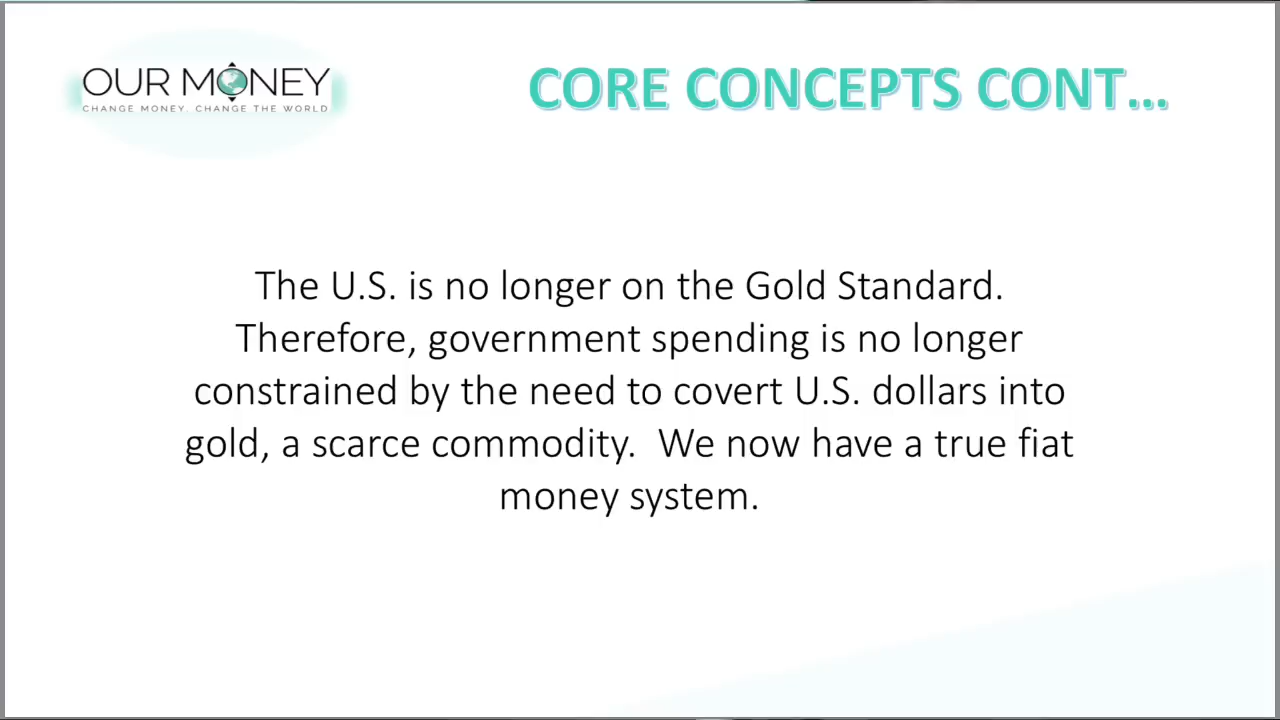 OUR MONEY
CHANGE MONEY. CHANGE THE WORLD
CORE CONCEPTS CONT...
The U.S. is no longer on the Gold Standard.
Therefore, government spending is no longer
constrained by the need to covert U.S. dollars into
gold, a scarce commodity.  We now have a true fiat
money system.